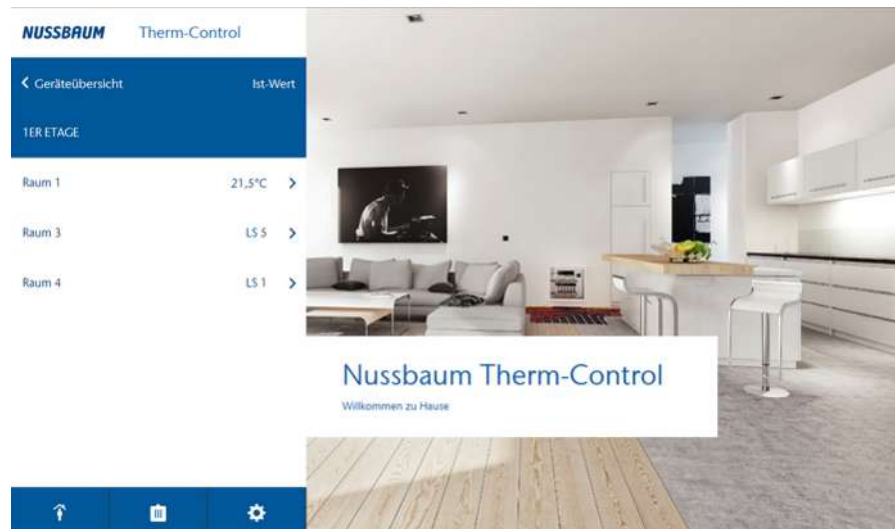 NUSSBAUM Therm-Control
Geräteübersicht Ist-Wert
1ER ETAGE
Raum 1 21,5°C
Raum 3 LS 5
Raum 4 LS 1
Nussbaum Therm-Control
Willkommen zu Hause